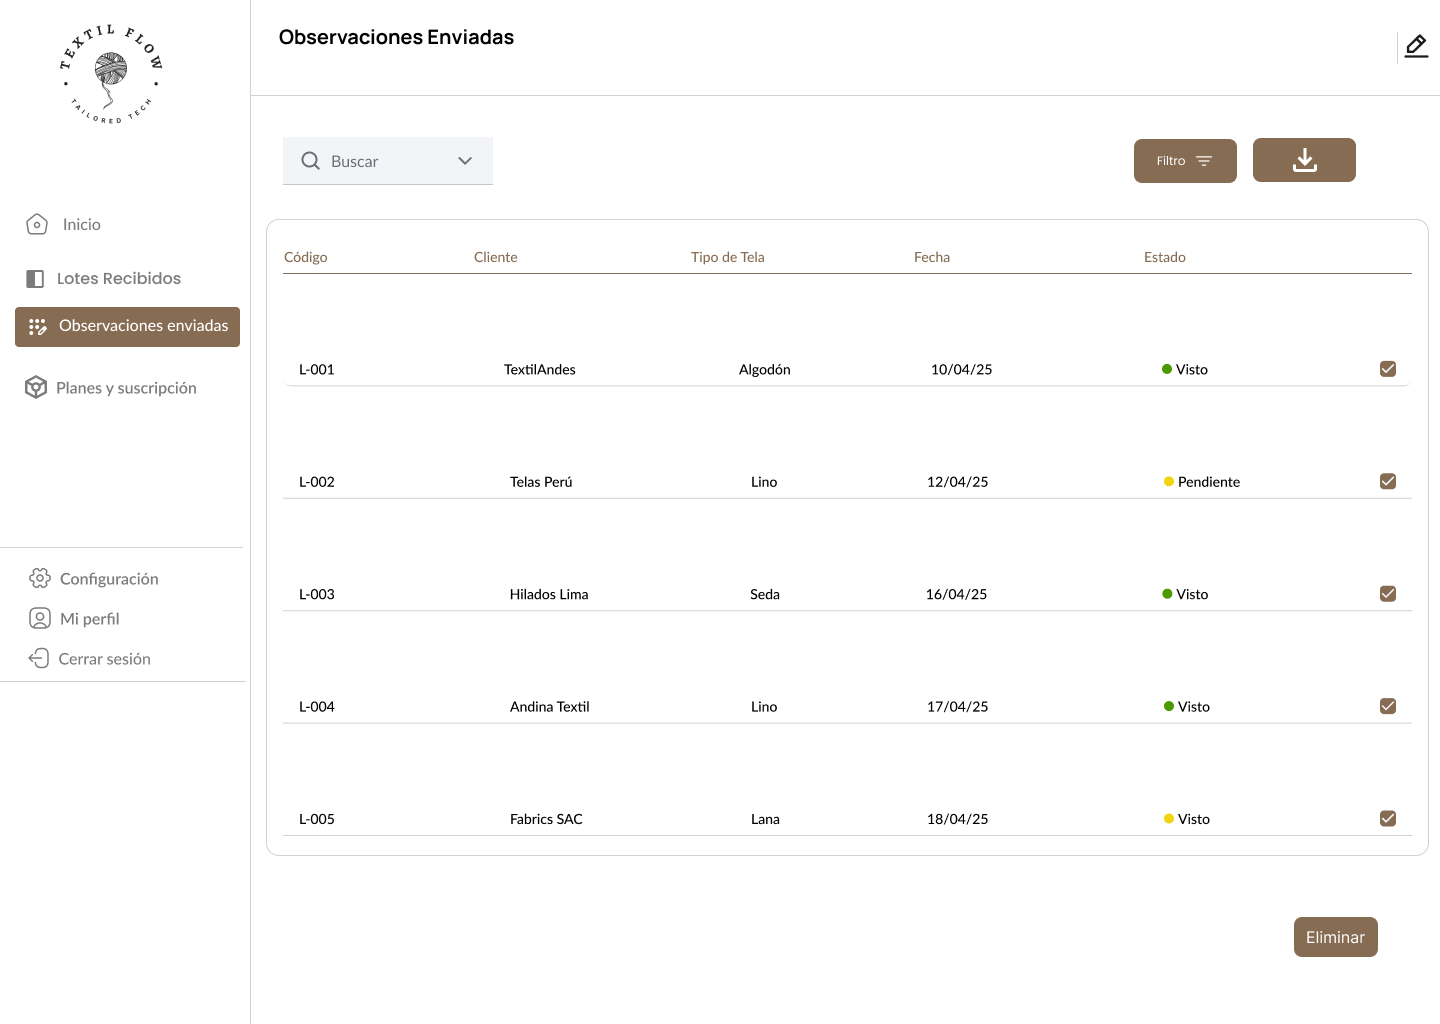 TEXTIL FLOW
TAILORED TECH
Inicio
Lotes Recibidos
Observaciones enviadas
Planes y suscripción
Configuración
Mi perfil
Cerrar sesión
Observaciones Enviadas
Buscar
Filtro
Código Cliente Tipo de Tela Fecha Estado
L-001 TextilAndes Algodón 10/04/25 Visto
L-002 Telas Perú Lino 12/04/25 Pendiente
L-003 Hilados Lima Seda 16/04/25 Visto
L-004 Andina Textil Lino 17/04/25 Visto
L-005 Fabrics SAC Lana 18/04/25 Visto
Eliminar